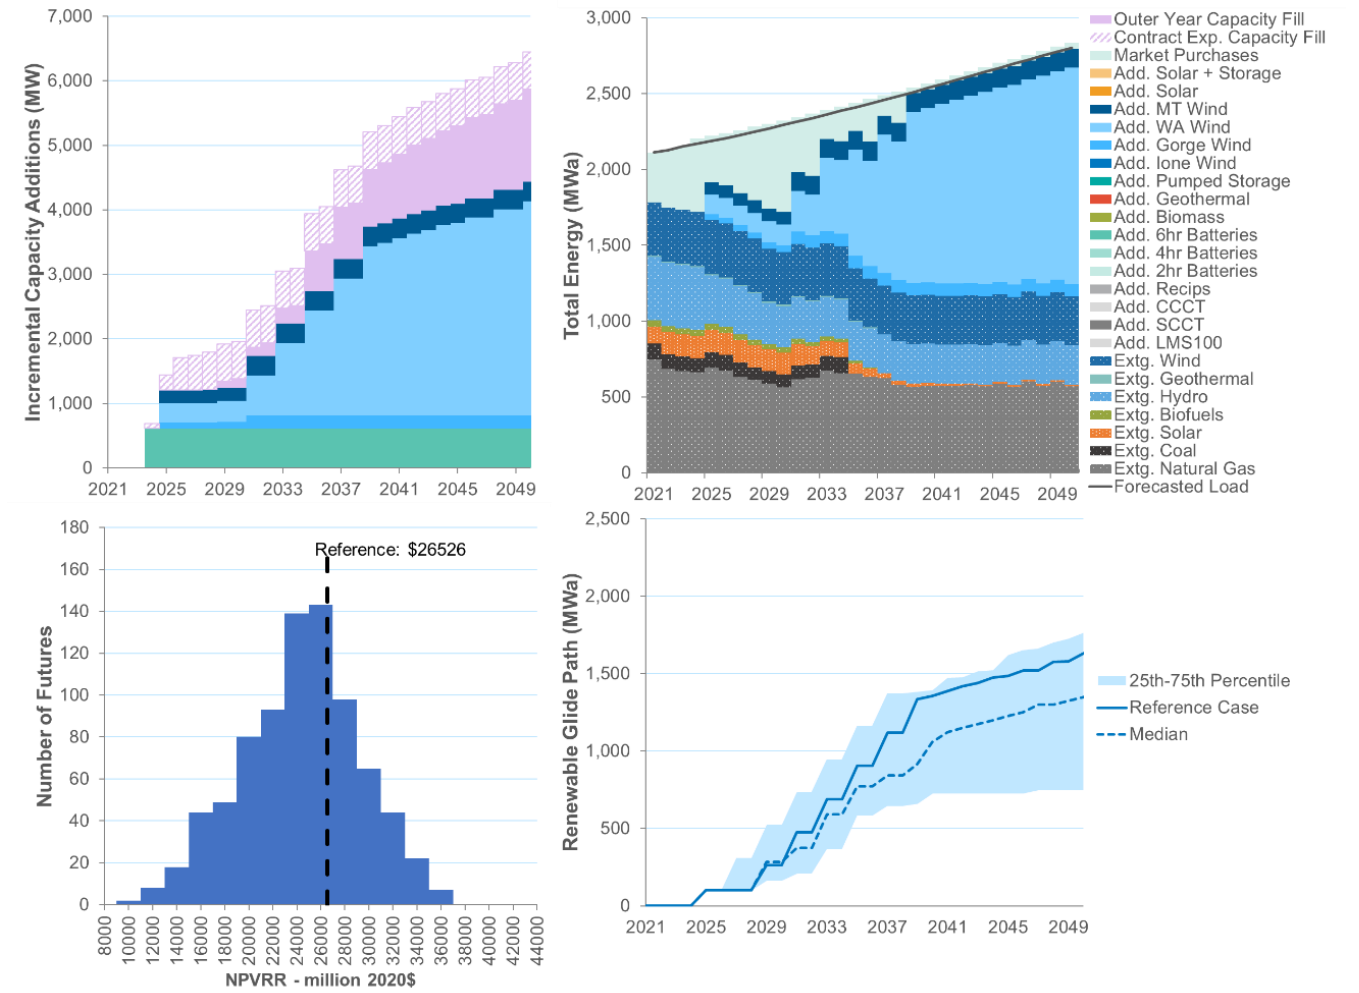 7,000
6,000
5,000
4,000
3,000
2,000
1,000
0
Incremental Capacity Additions (MW)
2021 2025 2029 2033 2037 2041 2045 2049
3,000
2,500
2,000
1,500
1,000
500
0
Total Energy (MWa)
2021 2025 2029 2033 2037 2041 2045 2049
Outer Year Capacity Fill
Contract Exp. Capacity Fill
Market Purchases
Add. Solar + Storage
Add. Solar
Add. MT Wind
Add. WA Wind
Add. Gorge Wind
Add. Ione Wind
Add. Pumped Storage
Add. Geothermal
Add. Biomass
Add. 6hr Batteries
Add. 4hr Batteries
Add. 2hr Batteries
Add. Recips
Add. CCCT
Add. SCCT
Add. LMS100
Extg. Wind
Extg. Geothermal
Extg. Hydro
Extg. Biofuels
Extg. Solar
Extg. Coal
Extg. Natural Gas
Forecasted Load
180
160
140
120
100
80
60
40
20
0
Number of Futures
Reference: $26526
8000 10000 12000 14000 16000 18000 20000 22000 24000 26000 28000 30000 32000 34000 36000 38000 40000 42000 44000
NPVRR - million 2020$
2,500
2,000
1,500
1,000
500
0
Renewable Glide Path (MWa)
2021 2025 2029 2033 2037 2041 2045 2049
25th-75th Percentile
Reference Case
Median